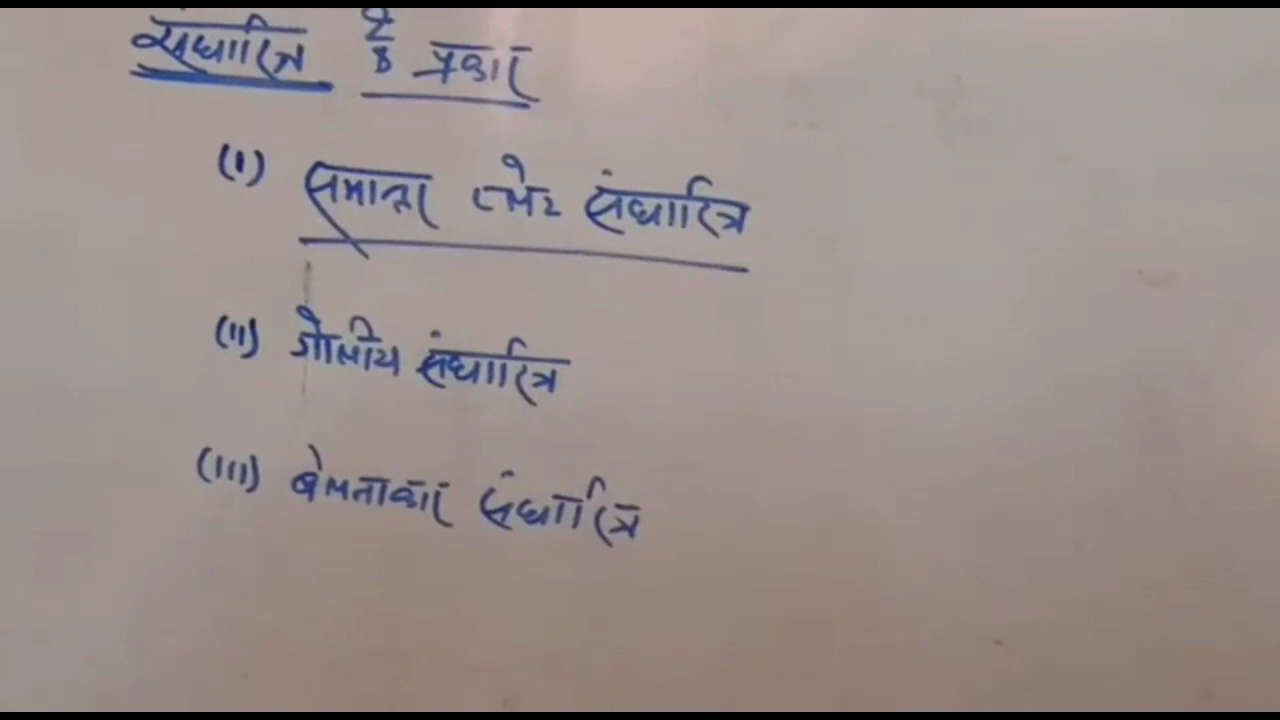 संधारित्र के प्रकार
(I) समान्तर प्लेट संधारित्र
(II) गोलीय संधारित्र
(III) बेलनाकार संधारित्र